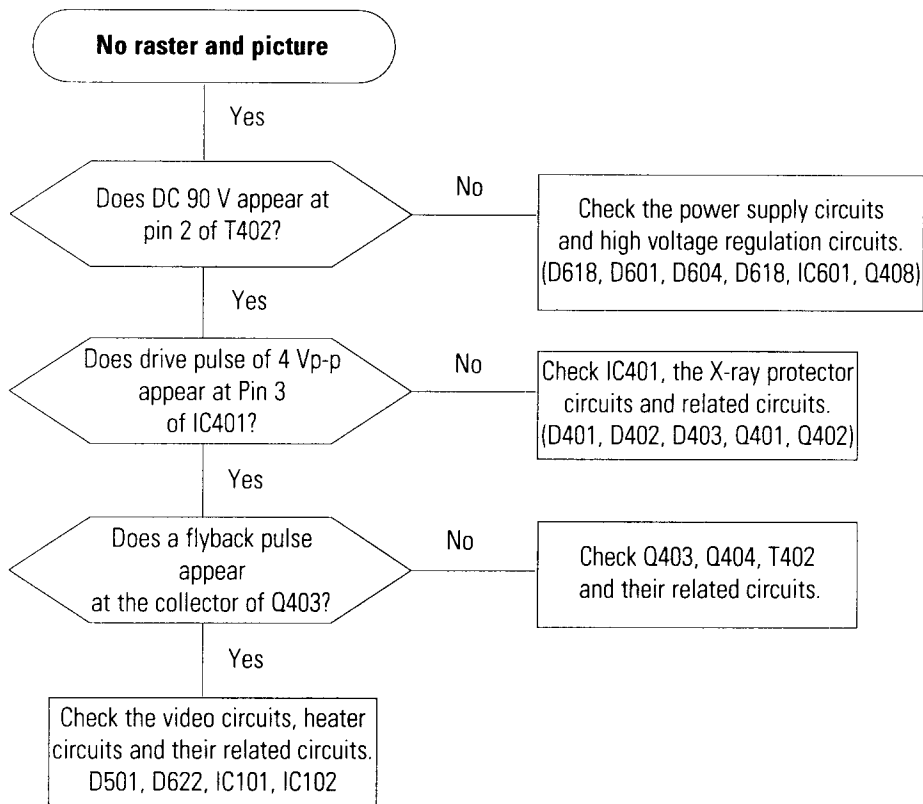 No raster and picture
Yes
Does DC 90 V appear at
pin 2 of T402?
No
Check the power supply circuits
and high voltage regulation circuits.
(D618, D601, D604, D618, IC601, Q408)
Yes
Does drive pulse of 4 Vp-p
appear at Pin 3
of IC401?
No
Check IC401, the X-ray protector
circuits and related circuits.
(D401, D402, D403, Q401, Q402)
Yes
Does a flyback pulse
appear
at the collector of Q403?
No
Check Q403, Q404, T402
and their related circuits.
Yes
Check the video circuits, heater
circuits and their related circuits.
D501, D622, IC101, IC102